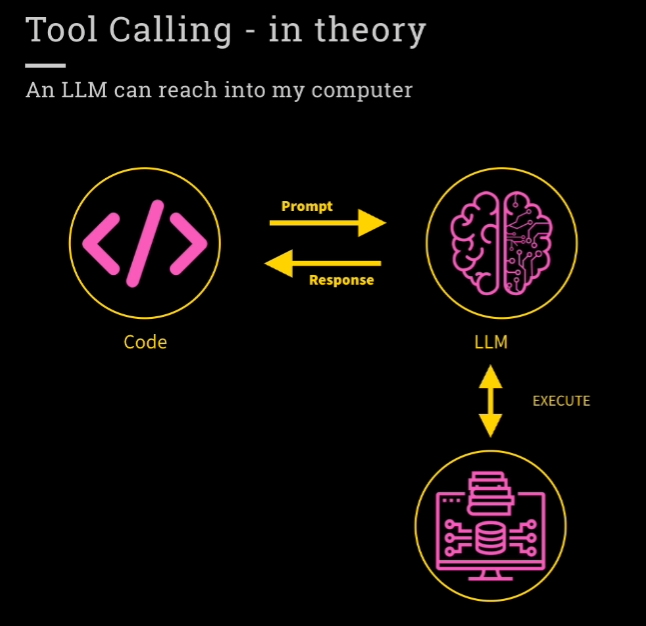 Tool Calling - in theory
An LLM can reach into my computer
Prompt
Response
Code
LLM
EXECUTE